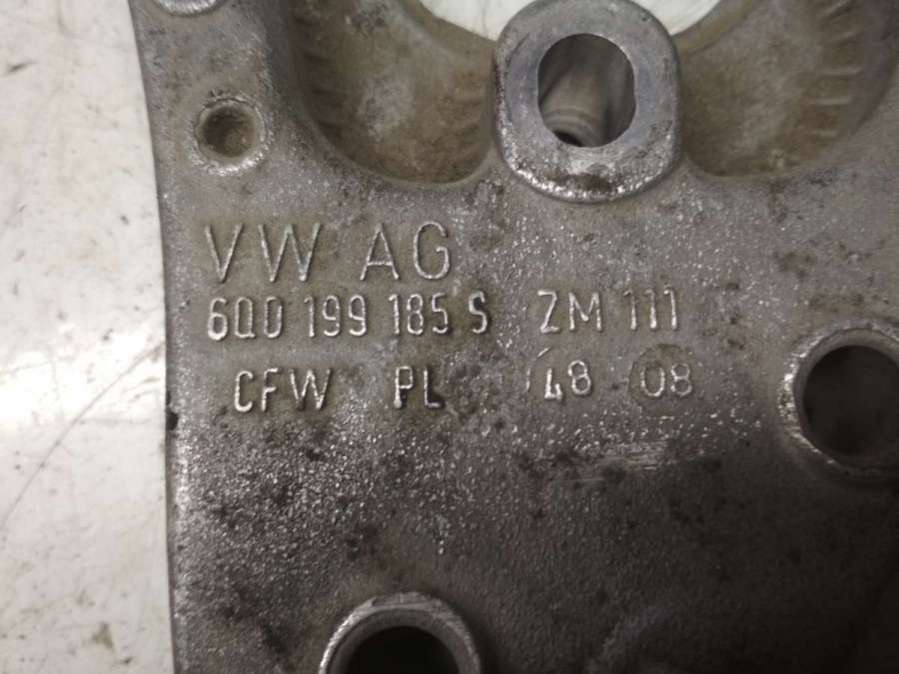 VW AG
6Q0 199 185 S ZM 111
CFW PL 48 08